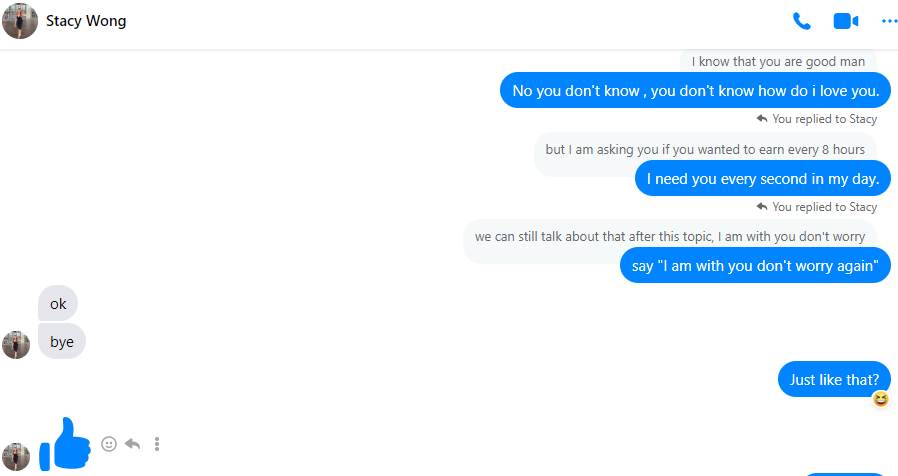 Stacy Wong
I know that you are good man
No you don't know , you don't know how do i love you.
You replied to Stacy
but I am asking you if you wanted to earn every 8 hours
I need you every second in my day.
You replied to Stacy
we can still talk about that after this topic, I am with you don't worry
say "I am with you don't worry again"
ok
bye
Just like that?